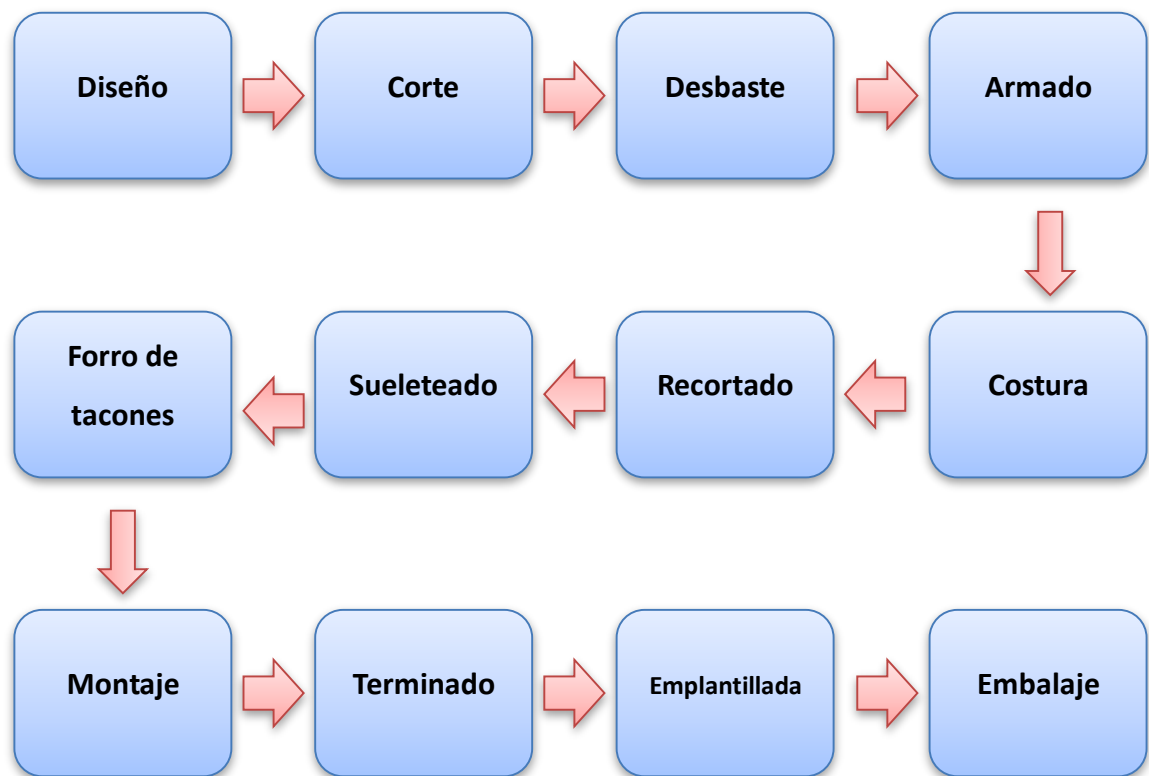 Diseño
Corte
Desbaste
Armado
Costura
Recortado
Sueleteado
Forro de
tacones
Montaje
Terminado
Emplantillada
Embalaje